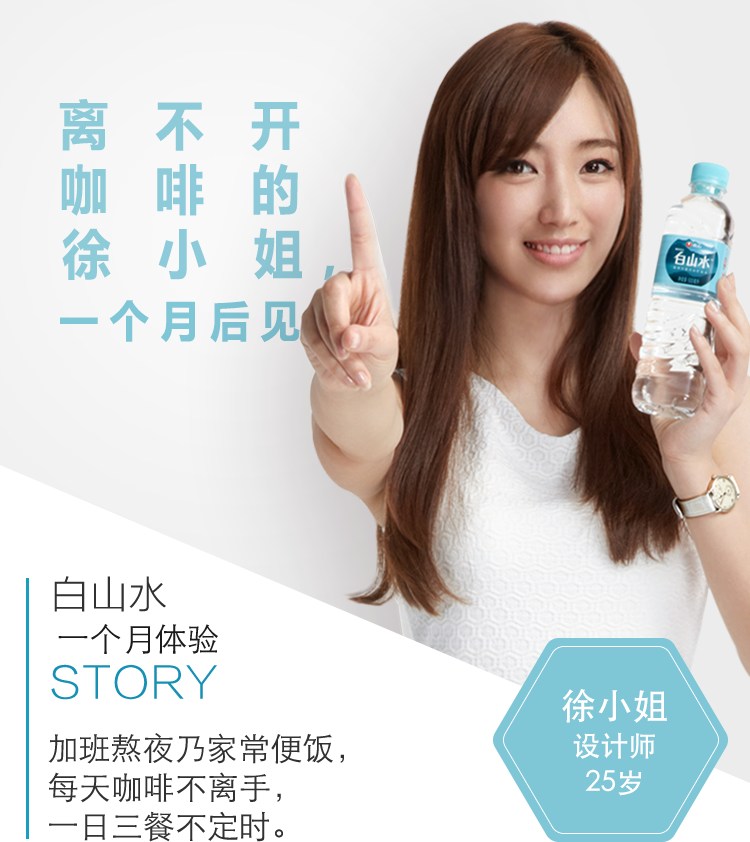 离不开
咖啡的
徐小姐，
一个月后见
白山水
白山水
一个月体验
STORY
加班熬夜乃家常便饭，
每天咖啡不离手，
一日三餐不定时。
徐小姐
设计师
25岁